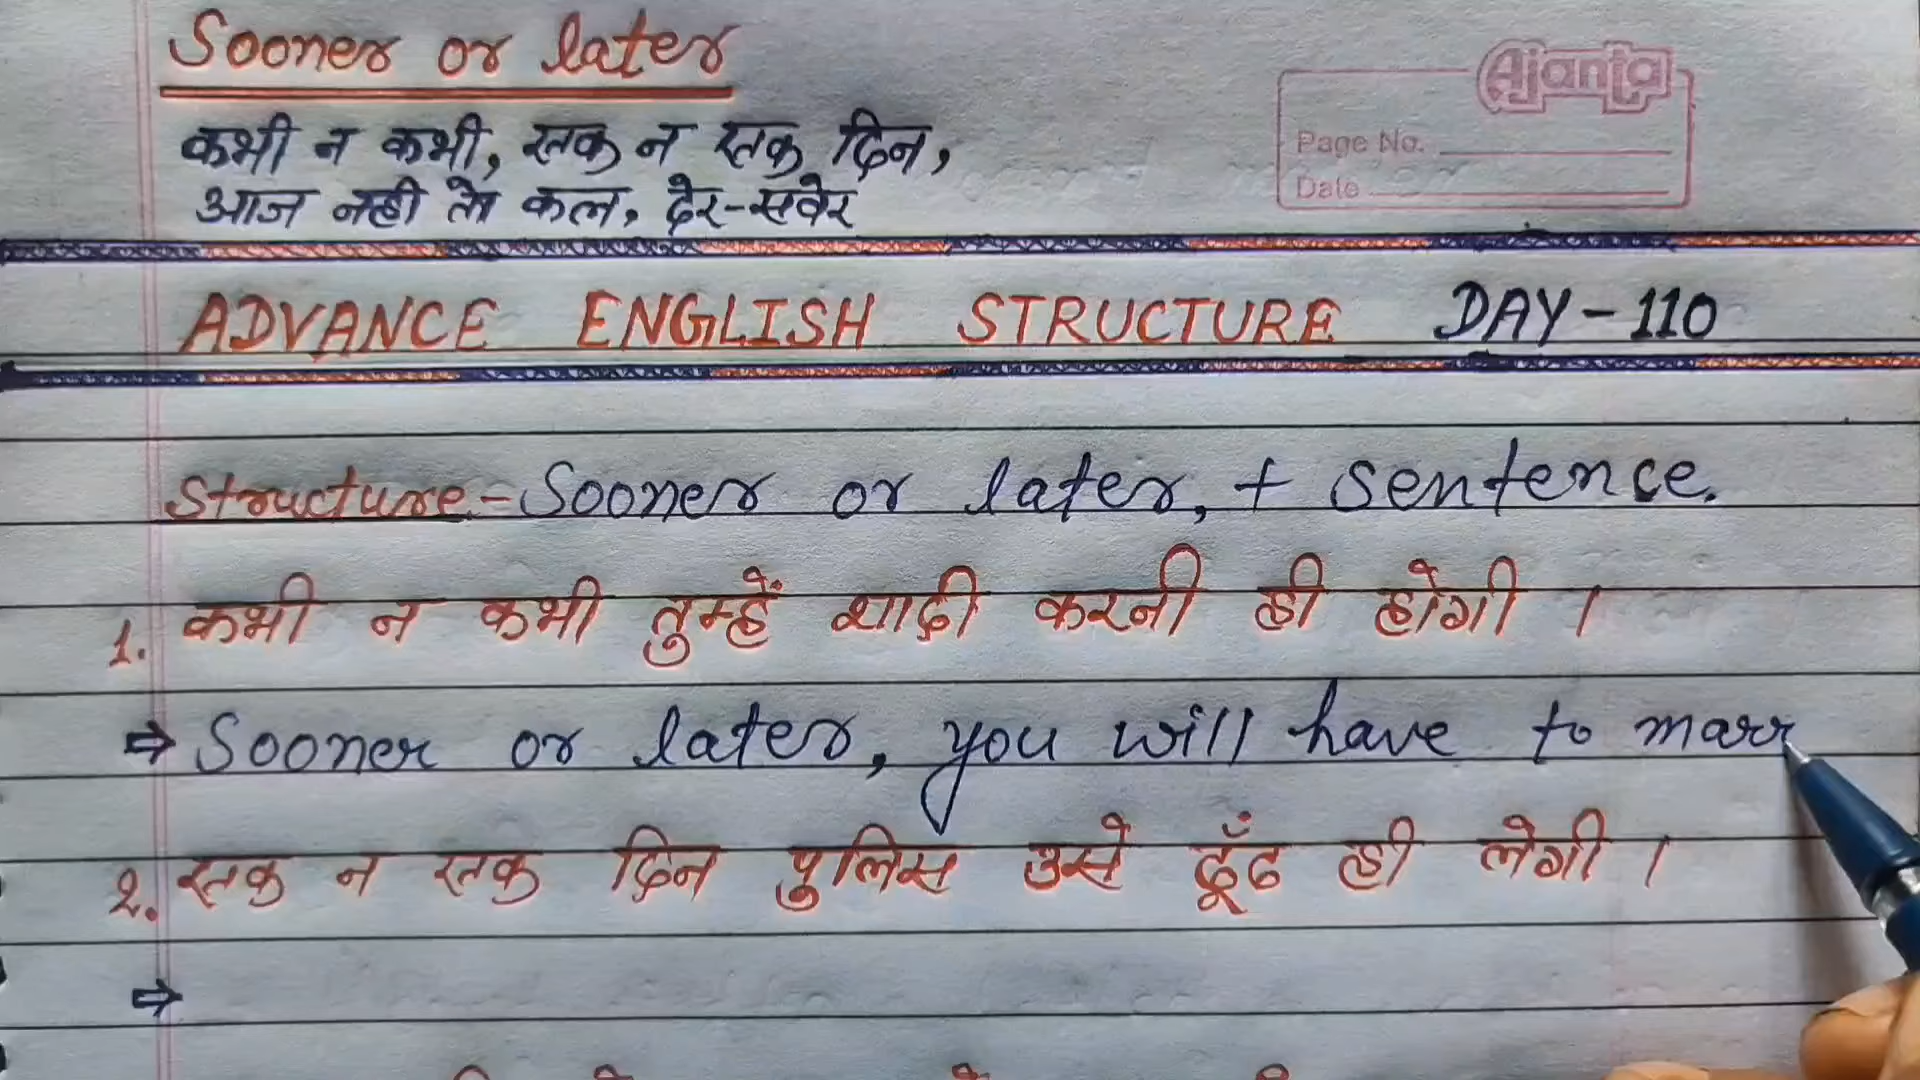 Sooner or later
कभी न कभी, एक न एक दिन,
आज नही तो कल, देर-सवेर
Ajanta
Page No.
Date
ADVANCE ENGLISH STRUCTURE DAY-110
Structure-Sooner or later, + sentence.
1. कभी न कभी तुम्हें शादी करनी ही होगी ।
⇒ Sooner or later, you will have to marr
2. एक न एक दिन पुलिस उसे ढूँढ ही लेगी ।
⇒